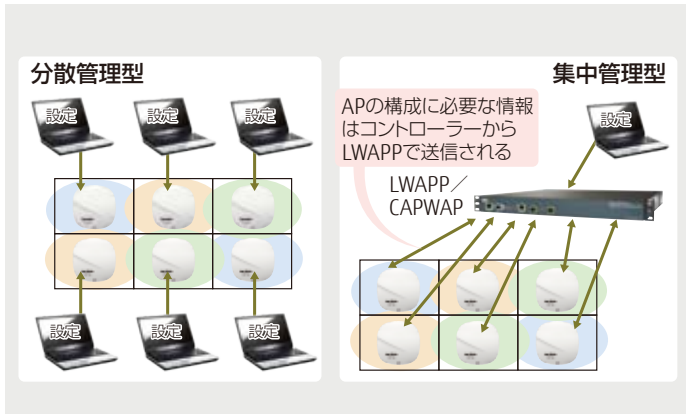 分散管理型
設定
設定
設定
設定
設定
設定
集中管理型
APの構成に必要な情報
はコントローラーから
LWAPPで送信される
設定
LWAPP／
CAPWAP